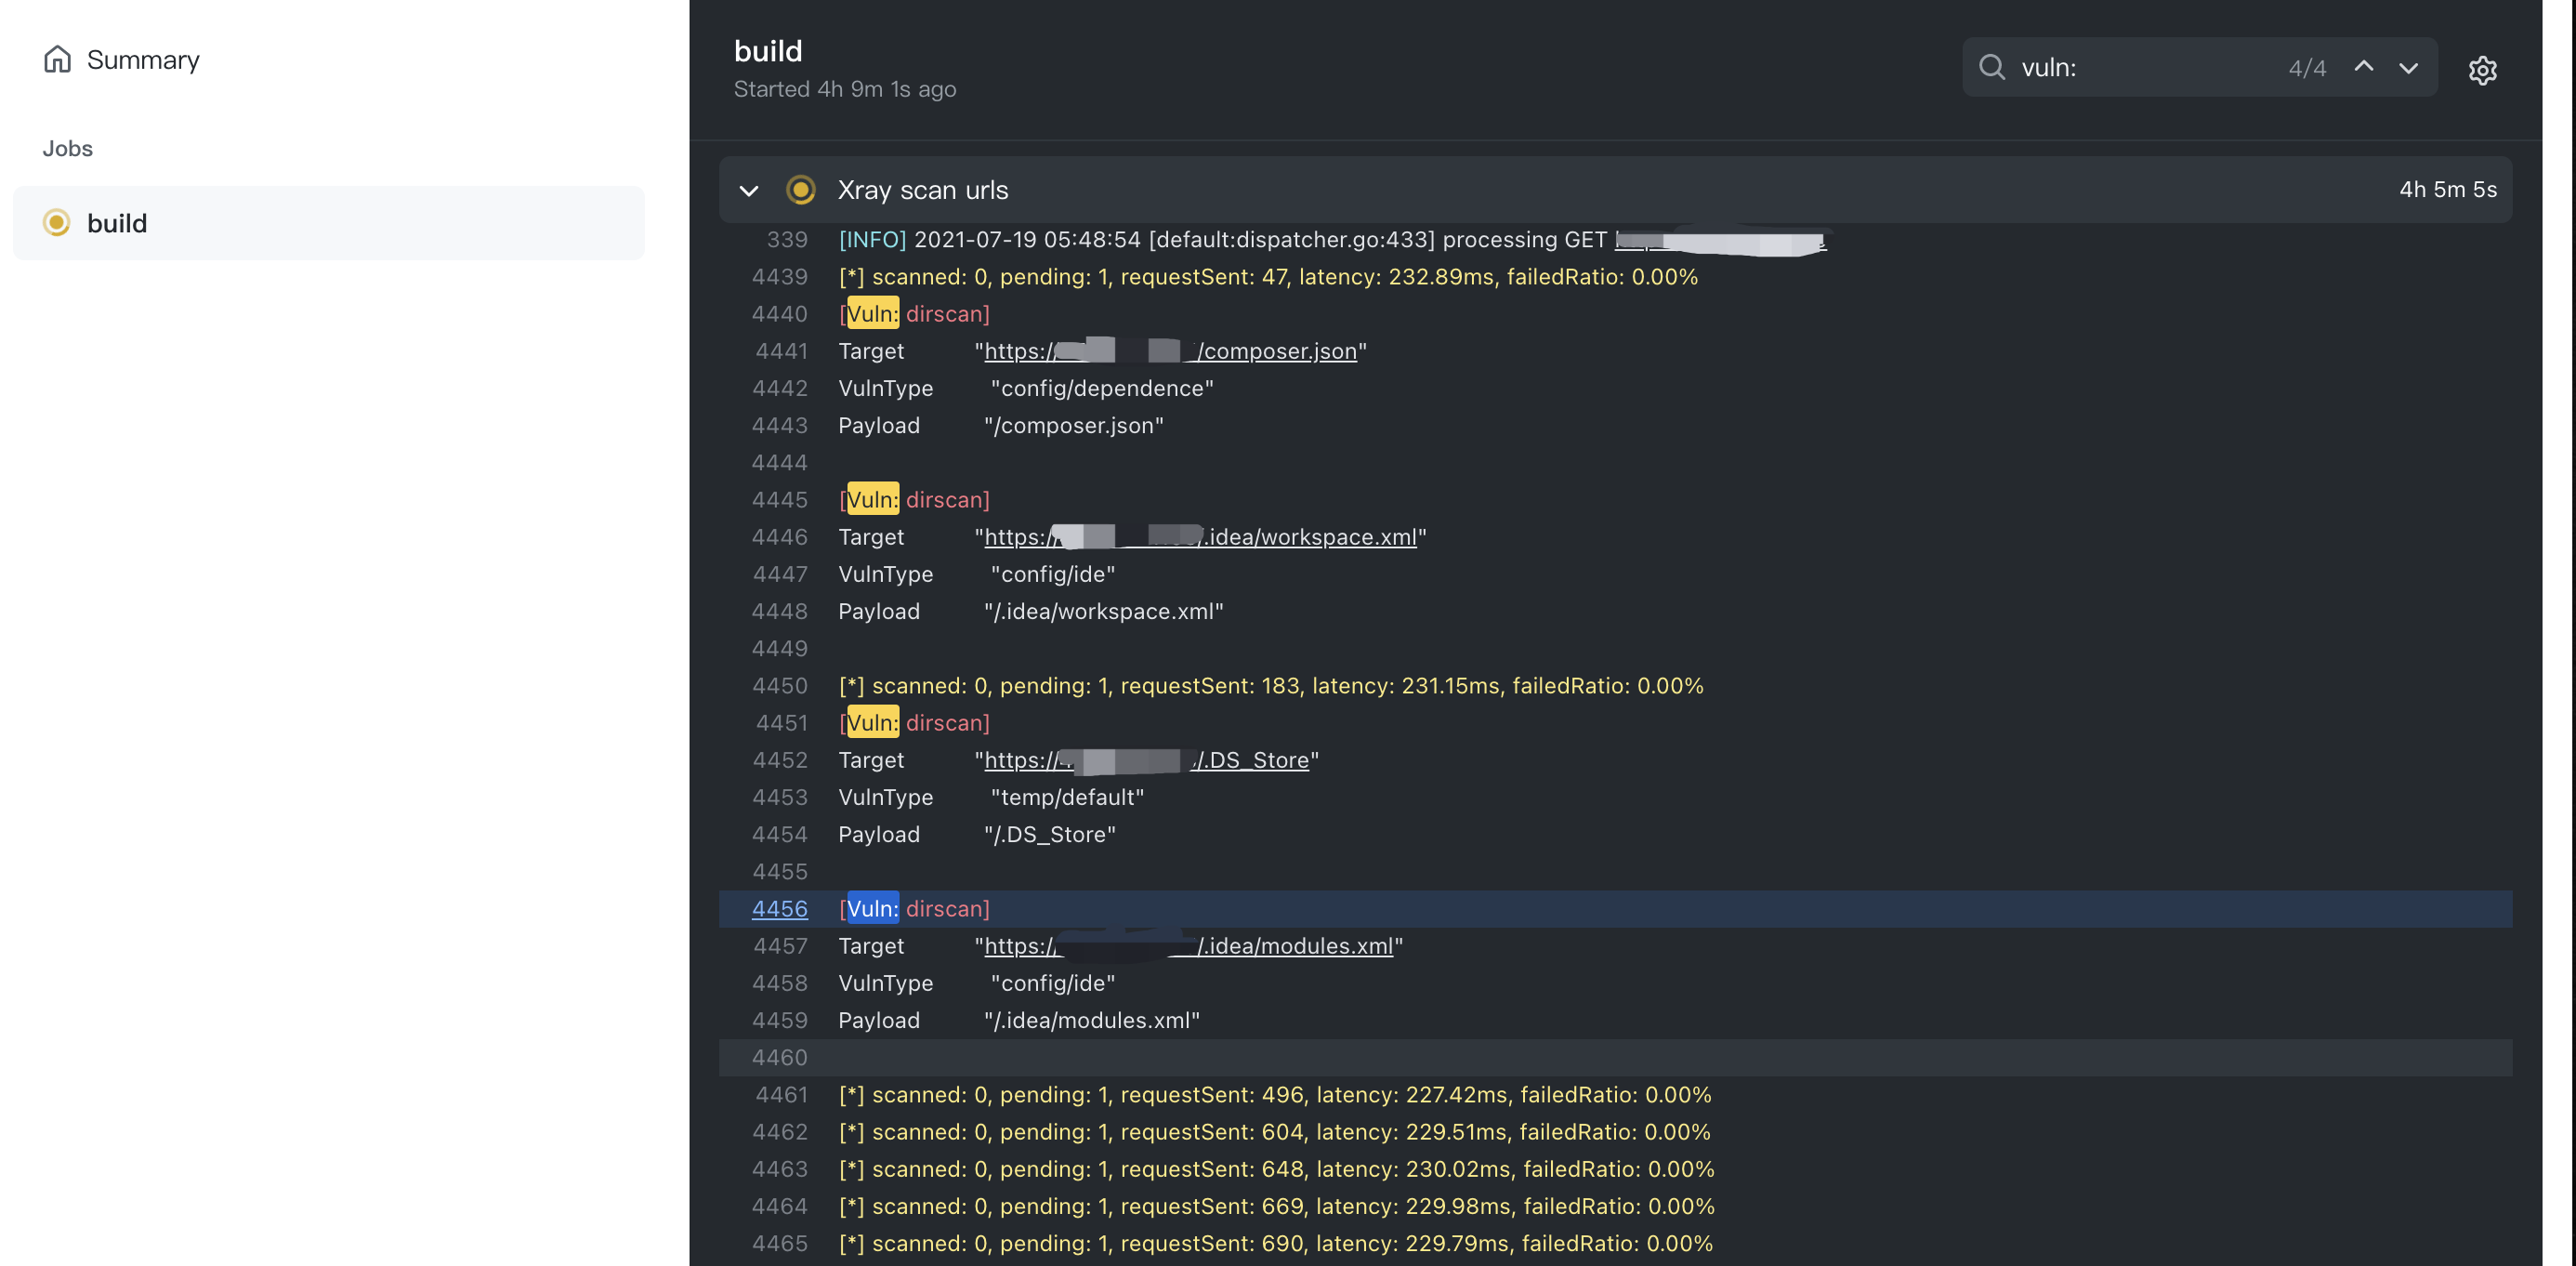 Summary
Jobs
build
build
Started 4h 9m 1s ago
vuln: 4/4
Xray scan urls 4h 5m 5s
339 [INFO] 2021-07-19 05:48:54 [default:dispatcher.go:433] processing GET
4439 [*] scanned: 0, pending: 1, requestSent: 47, latency: 232.89ms, failedRatio: 0.00%
4440 [Vuln: dirscan]
4441 Target "https:// /composer.json"
4442 VulnType "config/dependence"
4443 Payload "/composer.json"
4444
4445 [Vuln: dirscan]
4446 Target "https:// /.idea/workspace.xml"
4447 VulnType "config/ide"
4448 Payload "/.idea/workspace.xml"
4449
4450 [*] scanned: 0, pending: 1, requestSent: 183, latency: 231.15ms, failedRatio: 0.00%
4451 [Vuln: dirscan]
4452 Target "https:// /.DS_Store"
4453 VulnType "temp/default"
4454 Payload "/.DS_Store"
4455
4456 [Vuln: dirscan]
4457 Target "https:// /.idea/modules.xml"
4458 VulnType "config/ide"
4459 Payload "/.idea/modules.xml"
4460
4461 [*] scanned: 0, pending: 1, requestSent: 496, latency: 227.42ms, failedRatio: 0.00%
4462 [*] scanned: 0, pending: 1, requestSent: 604, latency: 229.51ms, failedRatio: 0.00%
4463 [*] scanned: 0, pending: 1, requestSent: 648, latency: 230.02ms, failedRatio: 0.00%
4464 [*] scanned: 0, pending: 1, requestSent: 669, latency: 229.98ms, failedRatio: 0.00%
4465 [*] scanned: 0, pending: 1, requestSent: 690, latency: 229.79ms, failedRatio: 0.00%